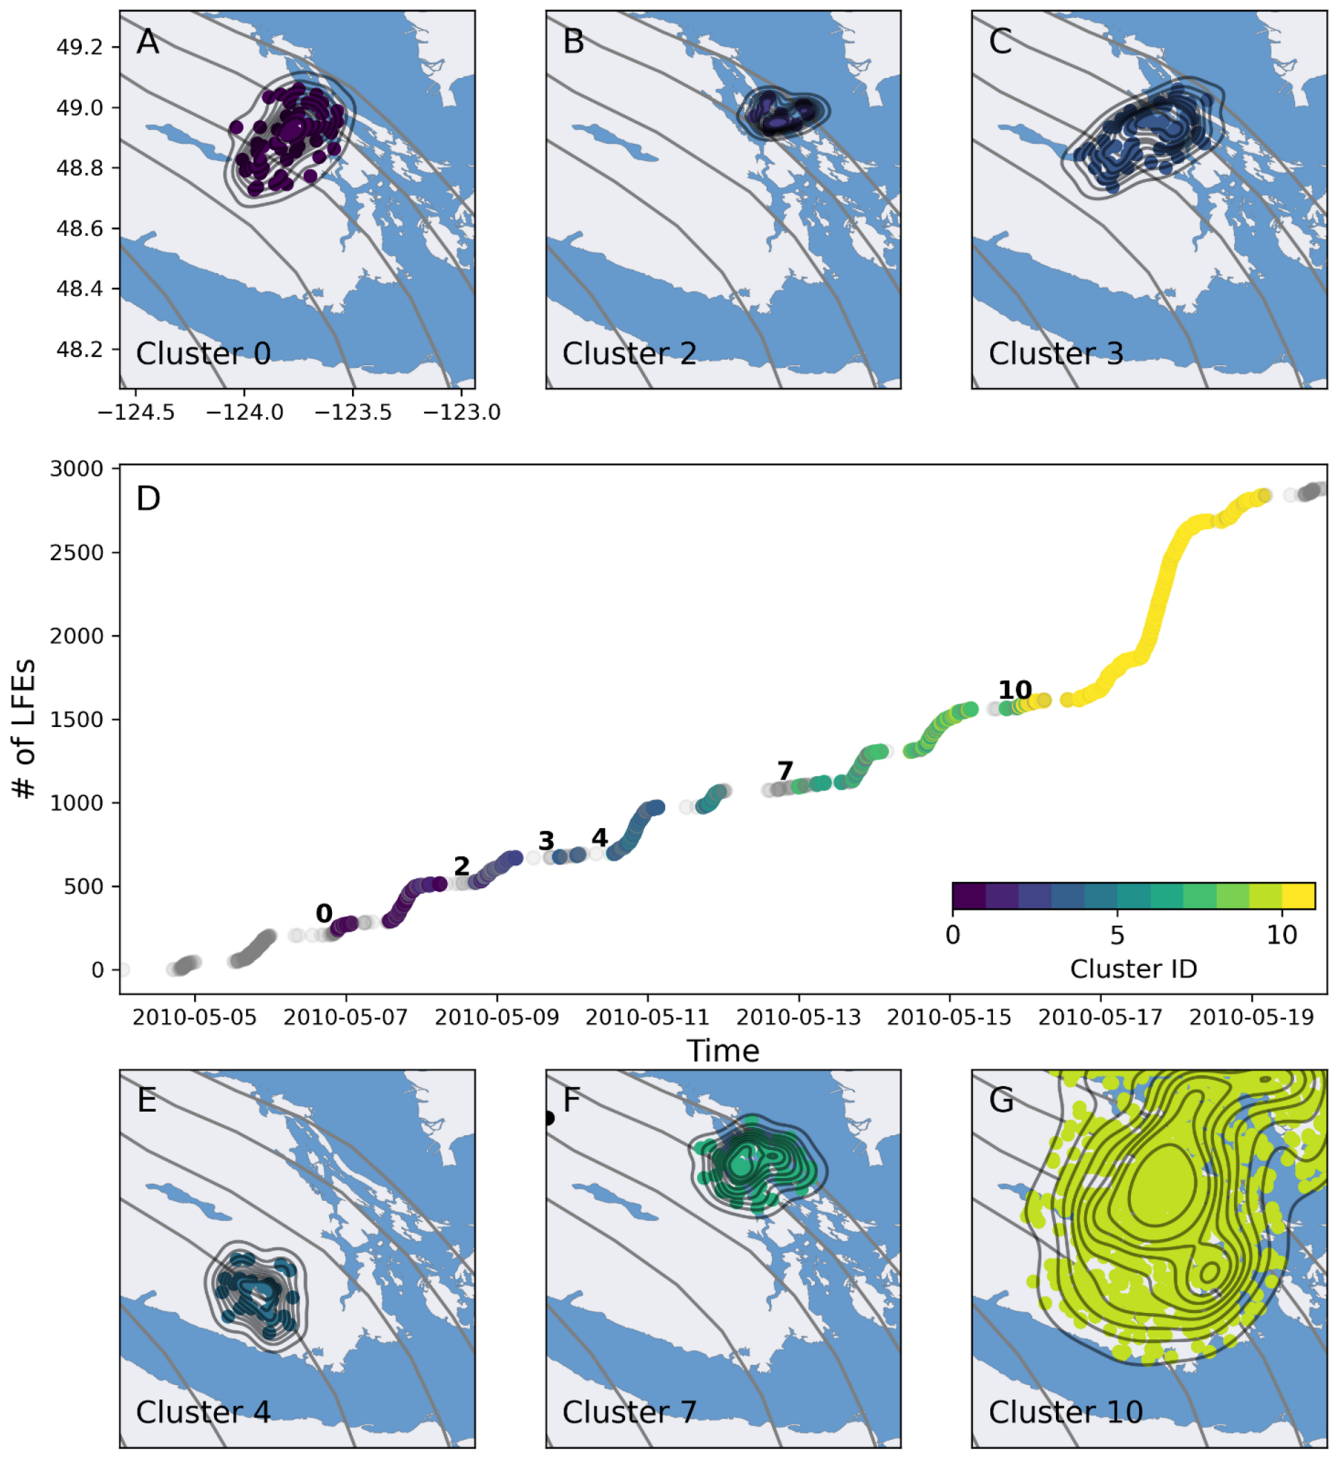 A
B
C
49.2
49.0
48.8
48.6
48.4
48.2
Cluster 0
Cluster 2
Cluster 3
−124.5 −124.0 −123.5 −123.0
D
3000
2500
2000
1500
1000
500
0
# of LFEs
0
2
3
4
7
10
0 5 10
Cluster ID
2010-05-05 2010-05-07 2010-05-09 2010-05-11 2010-05-13 2010-05-15 2010-05-17 2010-05-19
Time
E
F
G
Cluster 4
Cluster 7
Cluster 10